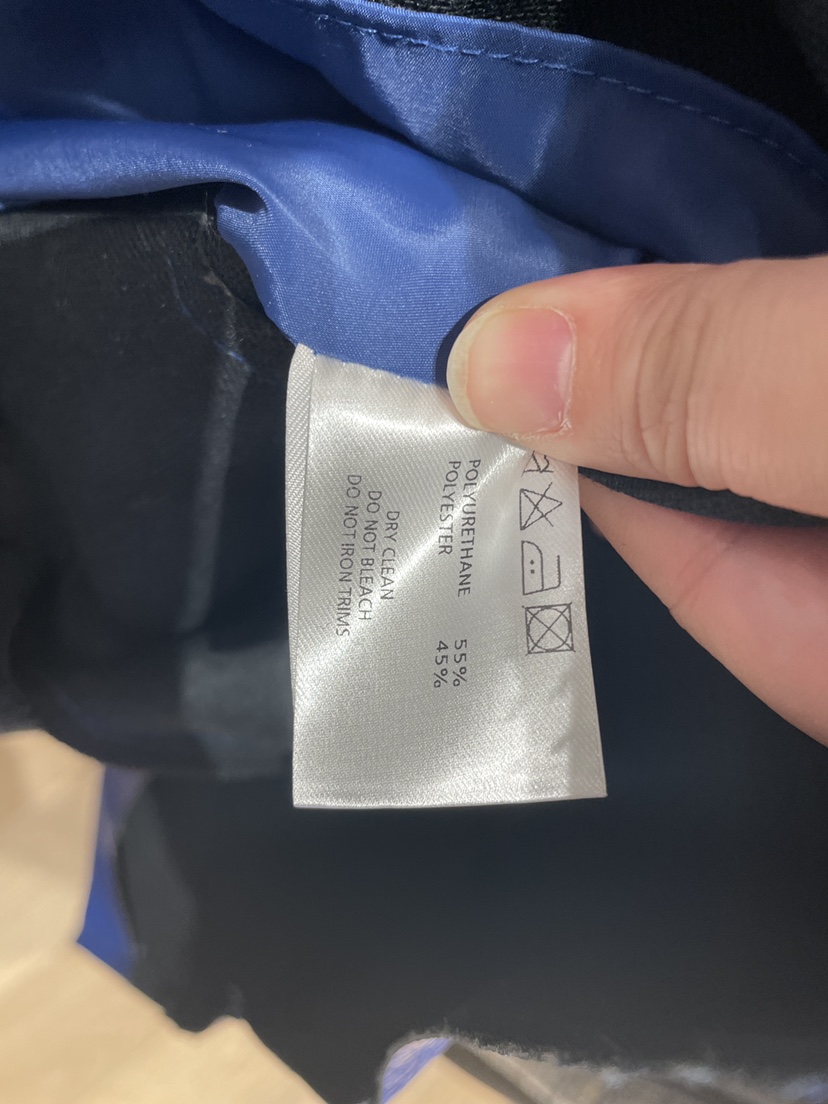 POLYURETHANE 55%
POLYESTER 45%
DRY CLEAN
DO NOT BLEACH
DO NOT IRON TRIMS